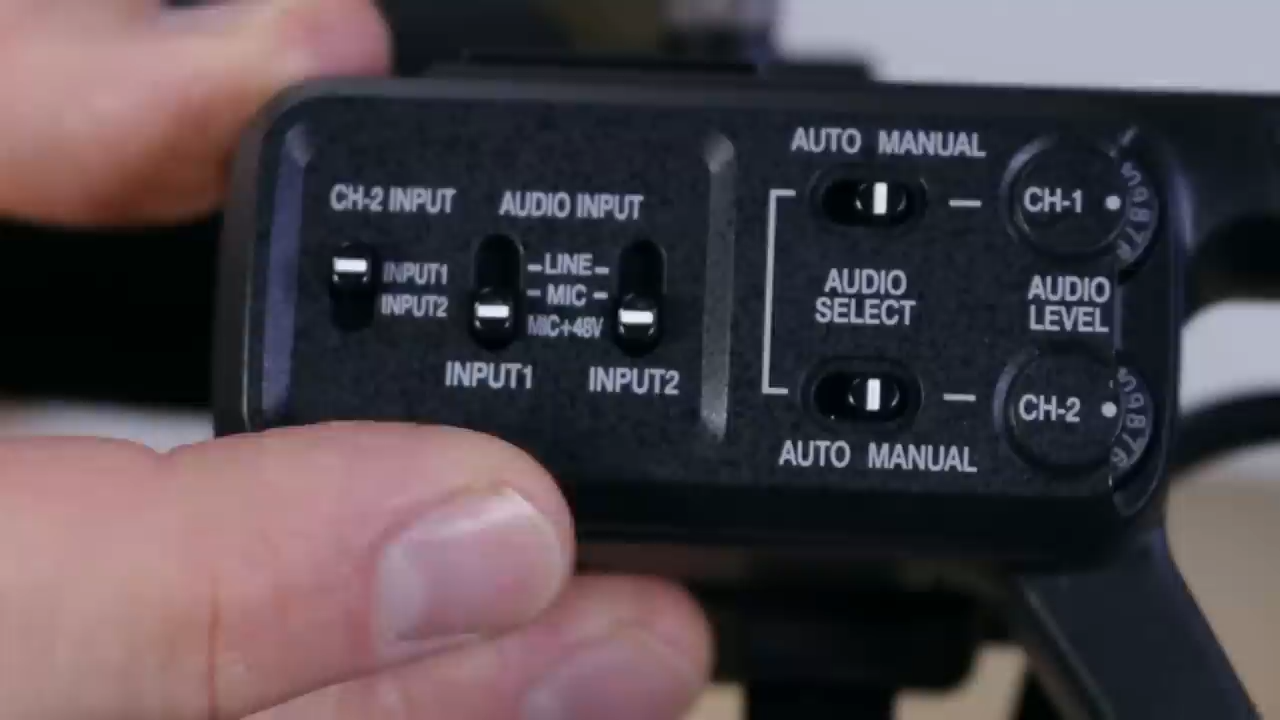 CH-2 INPUT
INPUT1
INPUT2
AUDIO INPUT
–LINE–
– MIC –
MIC+48V
INPUT1 INPUT2
AUTO MANUAL
AUDIO
SELECT
AUTO MANUAL
CH-1
AUDIO
LEVEL
CH-2